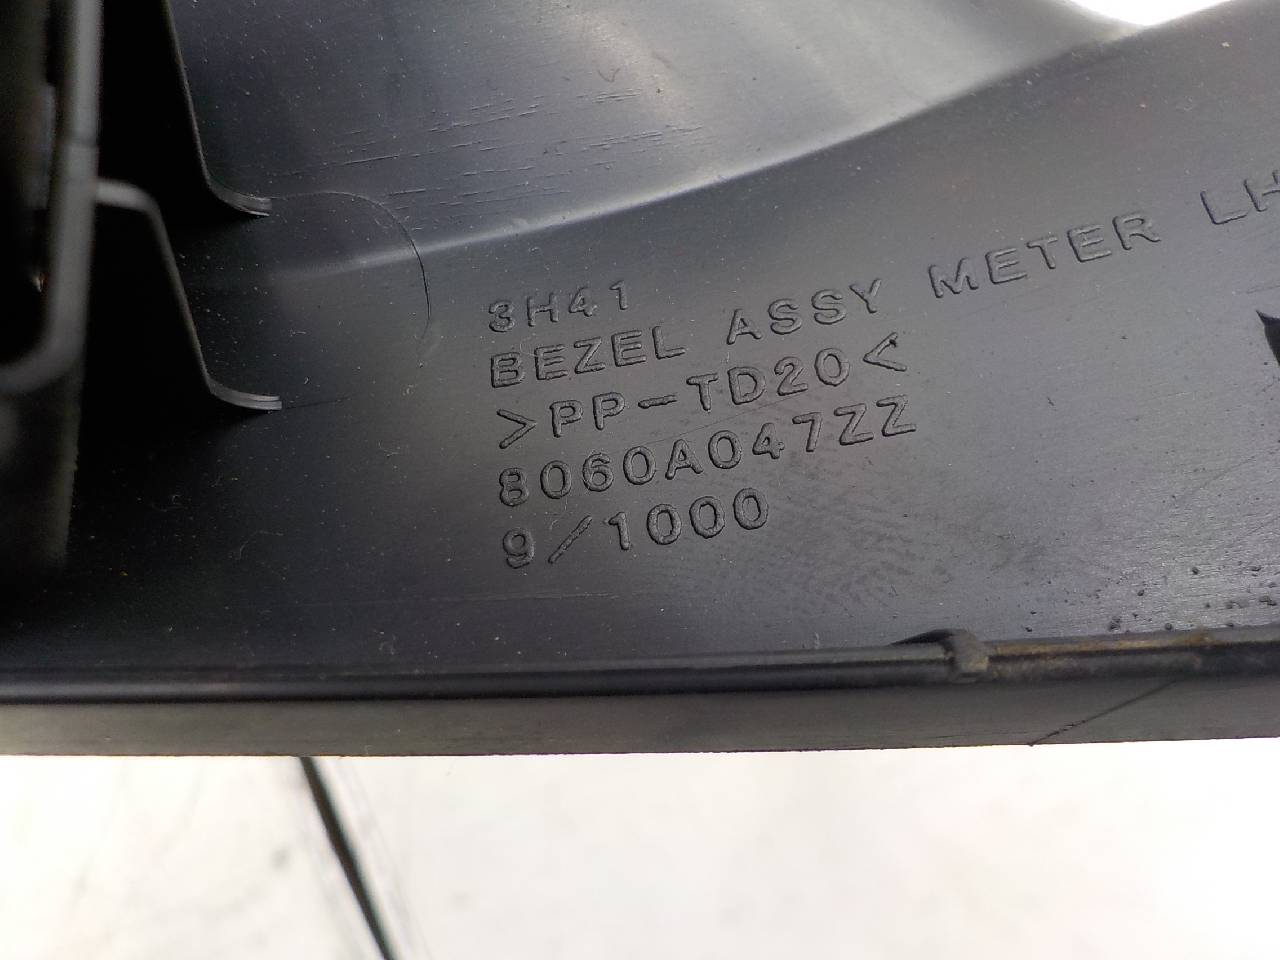 3H41
BEZEL ASSY METER LH
>PP-TD20<
8060A047ZZ
9/1000